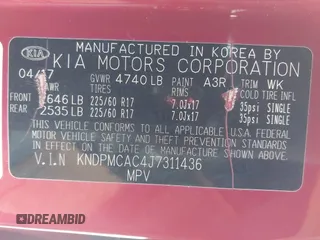 MANUFACTURED IN KOREA BY
KIA KIA MOTORS CORPORATION
04/17 GVWR 4740 LB PAINT A3R TRIM WK
GAWR TIRES RIMS COLD TIRE INFL
FRONT 2646 LB 225/60 R17 7.0Jx17 35psi SINGLE
REAR 2535 LB 225/60 R17 7.0Jx17 35psi SINGLE
THIS VEHICLE CONFORMS TO ALL APPLICABLE U.S.A. FEDERAL
MOTOR VEHICLE SAFETY AND THEFT PREVENTION STANDARDS
IN EFFECT ON THE DATE OF MANUFACTURE SHOWN ABOVE.
V.I.N KNDPMCAC4J7311436
MPV
© DREAMBID